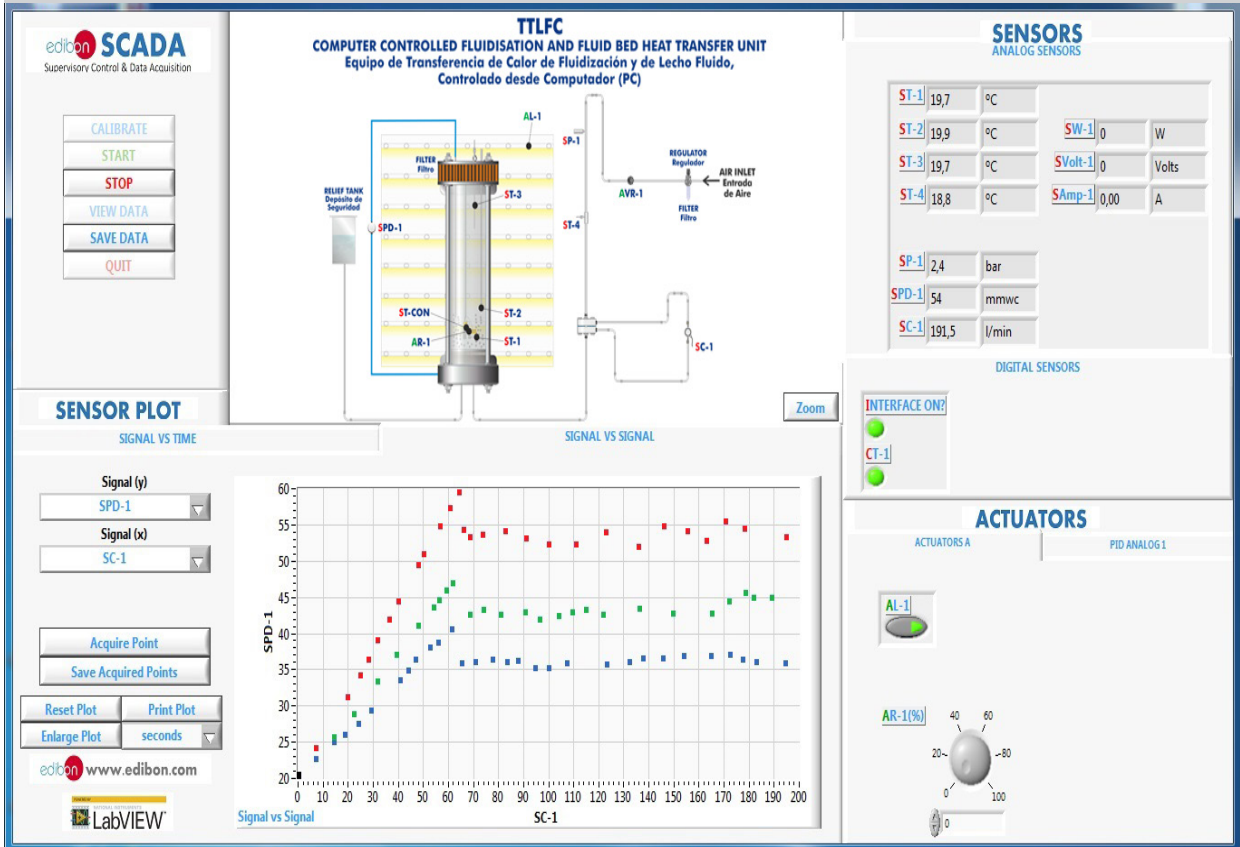 edibon SCADA
Supervisory Control & Data Acquisition
CALIBRATE
START
STOP
VIEW DATA
SAVE DATA
QUIT
TTLFC
COMPUTER CONTROLLED FLUIDISATION AND FLUID BED HEAT TRANSFER UNIT
Equipo de Transferencia de Calor de Fluidización y de Lecho Fluido,
Controlado desde Computador (PC)
AL-1
SP-1
FILTER
Filtro
REGULATOR
Regulador
AIR INLET
Entrada
de Aire
AVR-1
FILTER
Filtro
RELIEF TANK
Depósito de
Seguridad
ST-3
SPD-1
ST-4
ST-CON
ST-2
AR-1
ST-1
SC-1
Zoom
SENSORS
ANALOG SENSORS
ST-1 19,7 ºC
ST-2 19,9 ºC
SW-1 0 W
ST-3 19,7 ºC
SVolt-1 0 Volts
ST-4 18,8 ºC
SAmp-1 0,00 A
SP-1 2,4 bar
SPD-1 54 mmwc
SC-1 191,5 l/min
DIGITAL SENSORS
INTERFACE ON?
CT-1
SENSOR PLOT
SIGNAL VS TIME
SIGNAL VS SIGNAL
Signal (y)
SPD-1
Signal (x)
SC-1
Acquire Point
Save Acquired Points
Reset Plot
Print Plot
Enlarge Plot
seconds
edibon www.edibon.com
LabVIEW
60
55
50
45
40
35
30
25
20
SPD-1
0 10 20 30 40 50 60 70 80 90 100 110 120 130 140 150 160 170 180 190 200
Signal vs Signal
SC-1
ACTUATORS
ACTUATORS A
PID ANALOG 1
AL-1
AR-1(%)
40 60
20 80
0 100
0